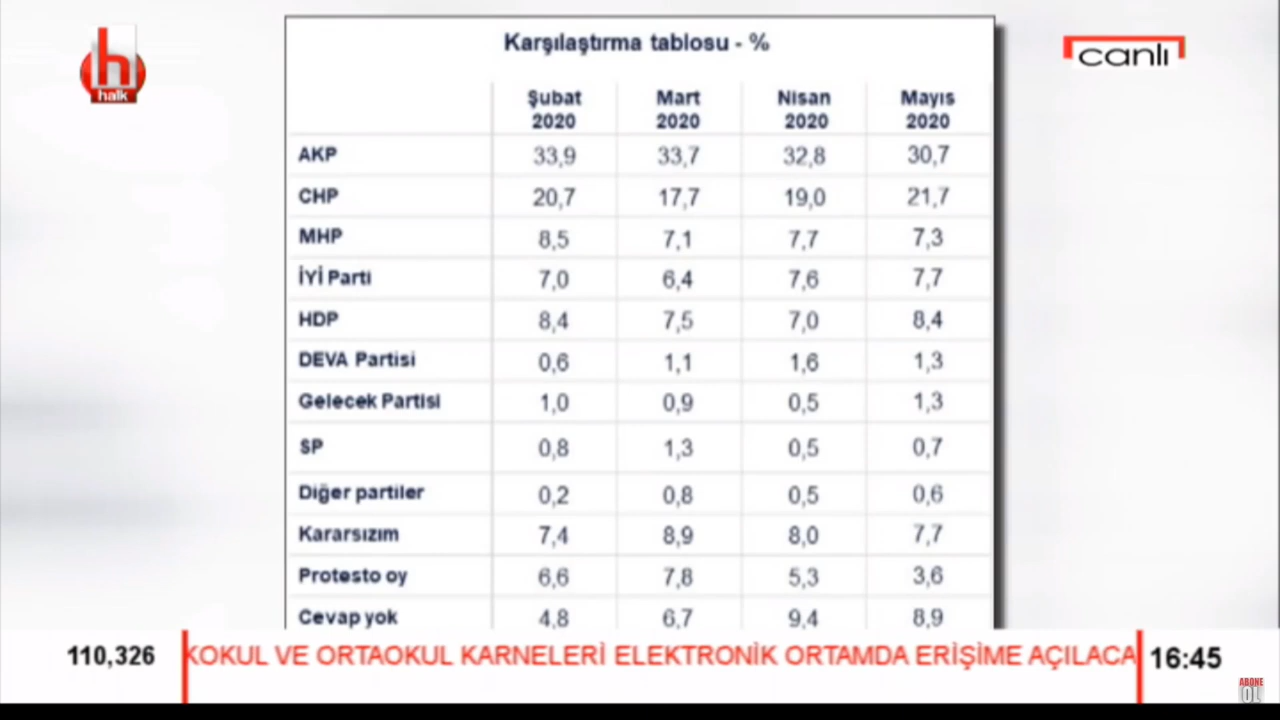 Karşılaştırma tablosu - %
h
halk
canlı
Şubat 2020 Mart 2020 Nisan 2020 Mayıs 2020
AKP 33,9 33,7 32,8 30,7
CHP 20,7 17,7 19,0 21,7
MHP 8,5 7,1 7,7 7,3
İYİ Parti 7,0 6,4 7,6 7,7
HDP 8,4 7,5 7,0 8,4
DEVA Partisi 0,6 1,1 1,6 1,3
Gelecek Partisi 1,0 0,9 0,5 1,3
SP 0,8 1,3 0,5 0,7
Diğer partiler 0,2 0,8 0,5 0,6
Kararsızım 7,4 8,9 8,0 7,7
Protesto oy 6,6 7,8 5,3 3,6
Cevap yok 4,8 6,7 9,4 8,9
110,326 KOKUL VE ORTAOKUL KARNELERİ ELEKTRONİK ORTAMDA ERİŞİME AÇILACA 16:45
ABONE
OL